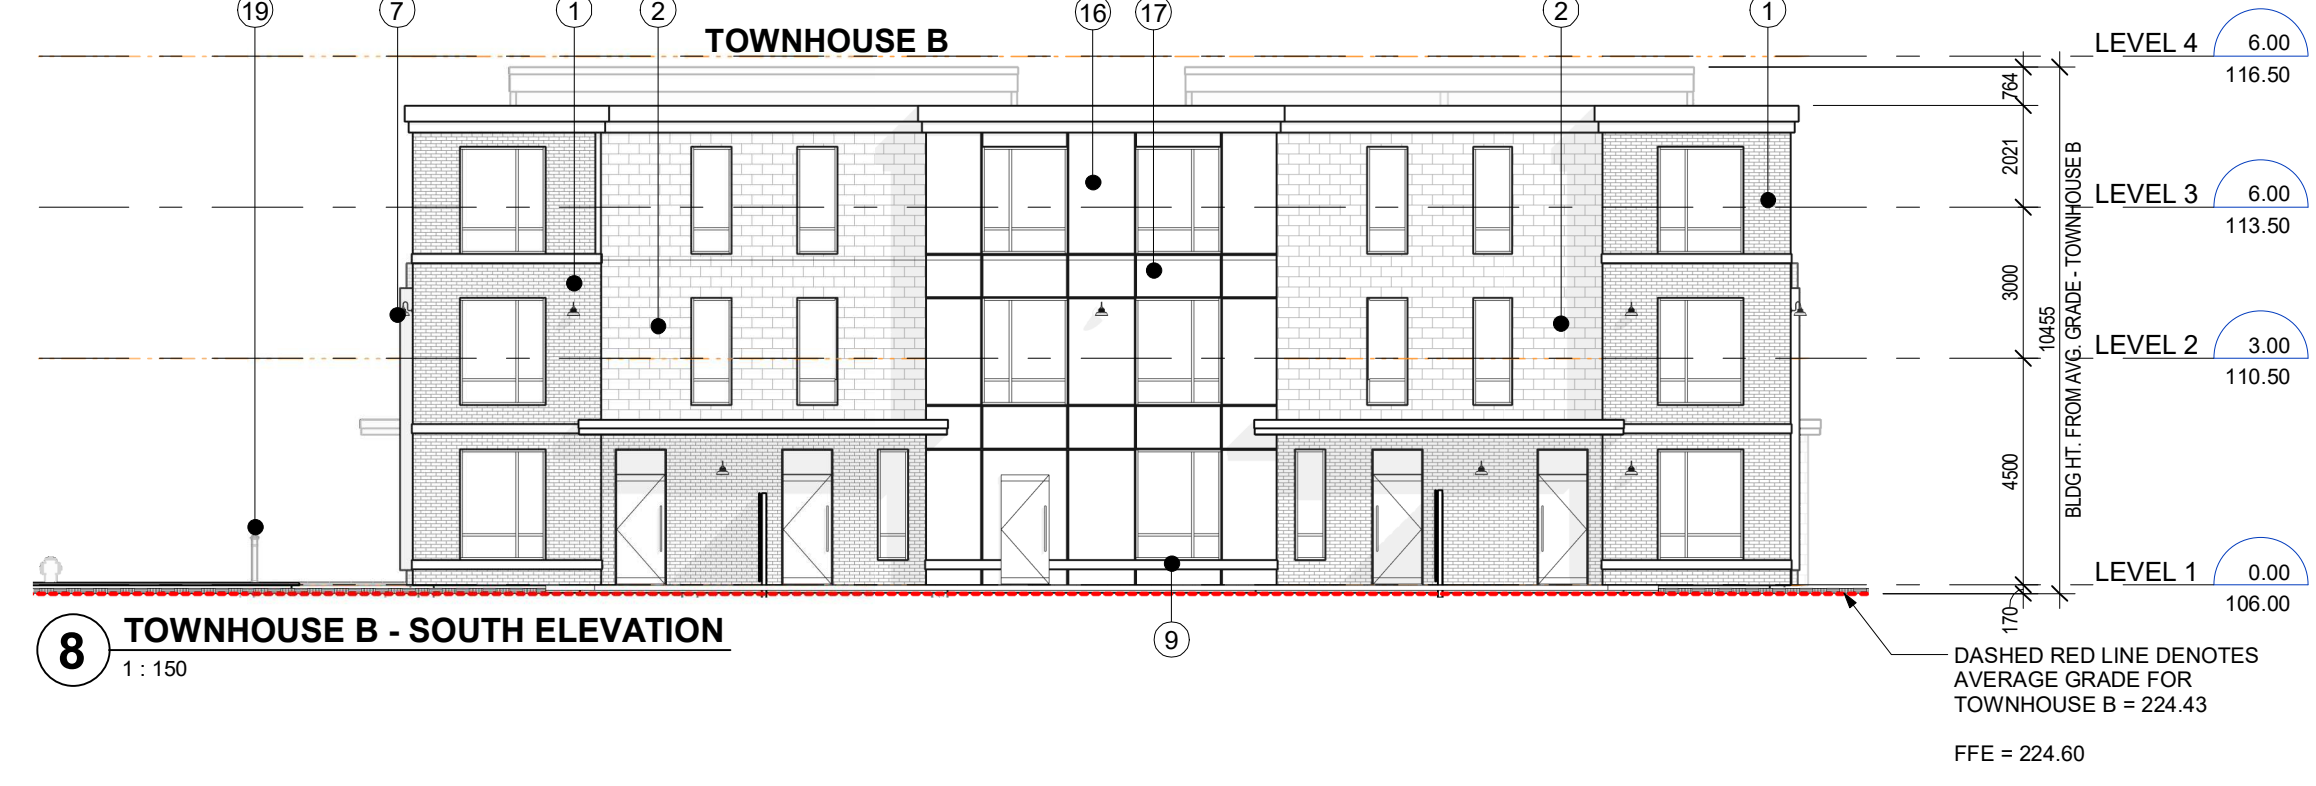 19
7
1
2
16
17
2
1
TOWNHOUSE B
LEVEL 4
6.00
116.50
LEVEL 3
6.00
113.50
LEVEL 2
3.00
110.50
LEVEL 1
0.00
106.00
764
2021
3000
4500
170
10455
BLDG HT. FROM AVG. GRADE - TOWNHOUSE B
9
8
TOWNHOUSE B - SOUTH ELEVATION
1 : 150
DASHED RED LINE DENOTES
AVERAGE GRADE FOR
TOWNHOUSE B = 224.43
FFE = 224.60